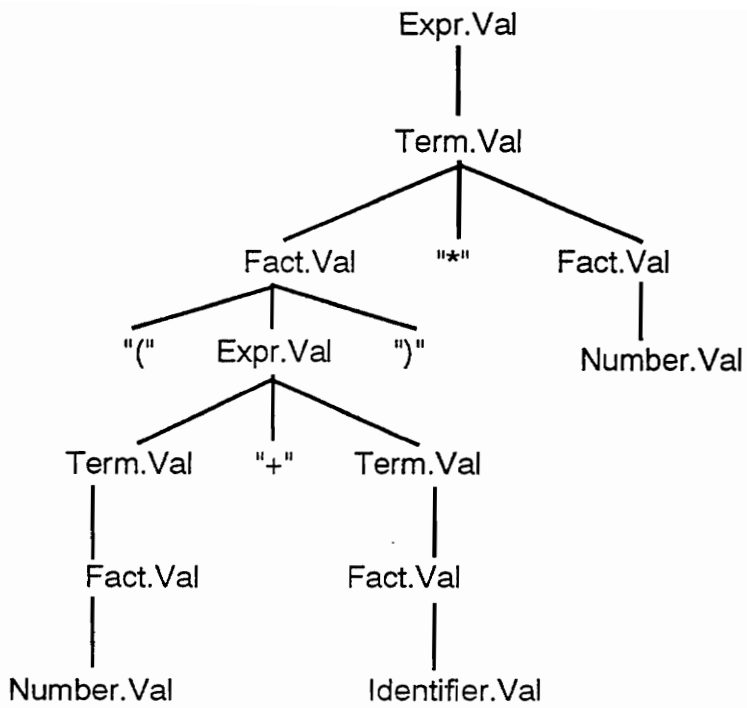 Expr.Val
Term.Val
Fact.Val "*" Fact.Val
"(" Expr.Val ")" Number.Val
Term.Val "+" Term.Val
Fact.Val Fact.Val
Number.Val Identifier.Val